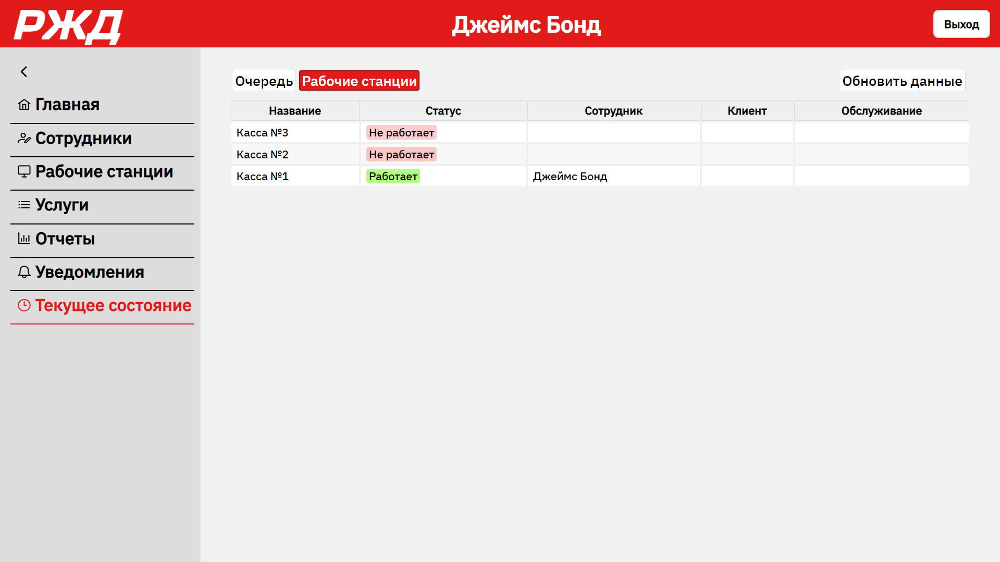 РЖД
Джеймс Бонд
Выход
Главная
Сотрудники
Рабочие станции
Услуги
Отчеты
Уведомления
Текущее состояние
Очередь Рабочие станции Обновить данные
Название Статус Сотрудник Клиент Обслуживание
Касса №3 Не работает
Касса №2 Не работает
Касса №1 Работает Джеймс Бонд